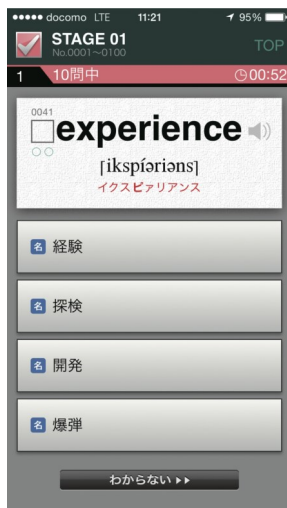 docomo LTE 11:21 95%
STAGE 01
No.0001～0100
TOP
1 10問中 00:52
0041
experience
[ikspíəriəns]
イクスピァリアンス
名 経験
名 探検
名 開発
名 爆弾
わからない